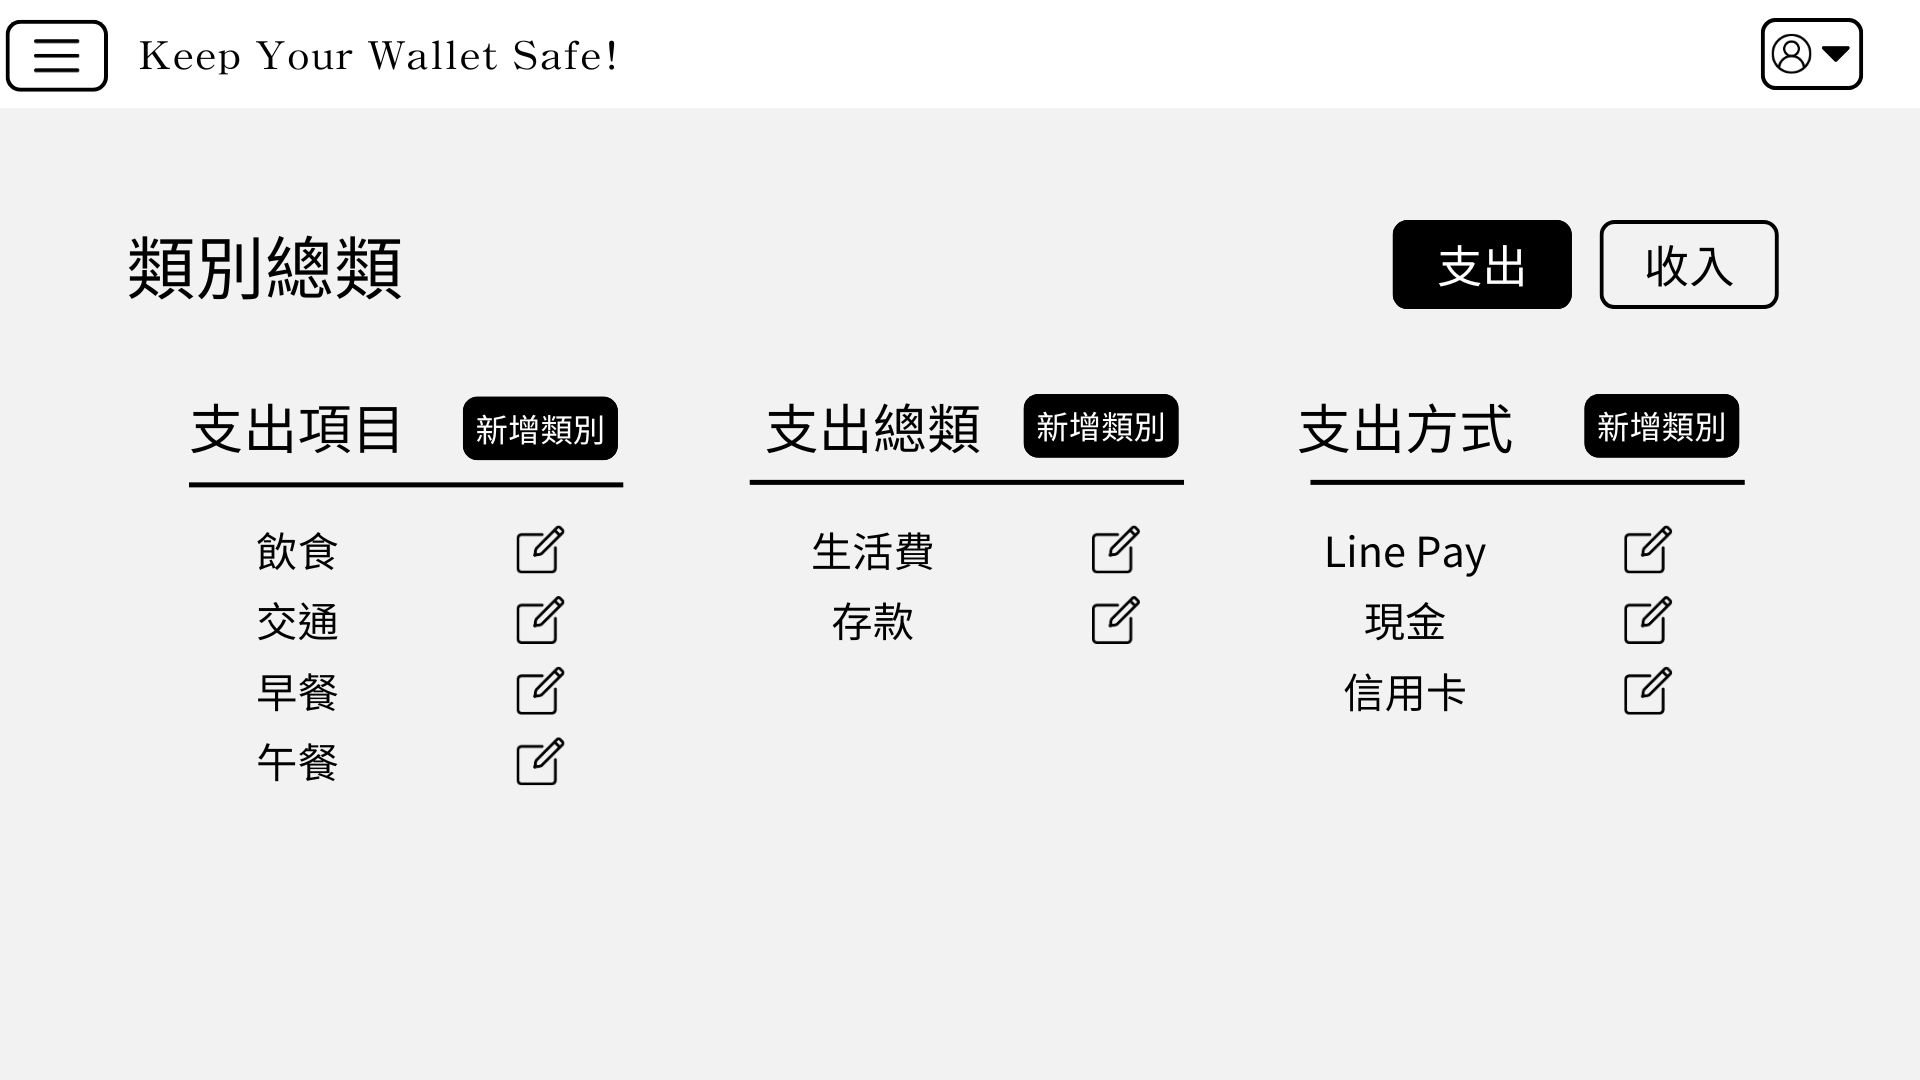 Keep Your Wallet Safe!
類別總類
支出
收入
支出項目
新增類別
飲食
交通
早餐
午餐
支出總類
新增類別
生活費
存款
支出方式
新增類別
Line Pay
現金
信用卡